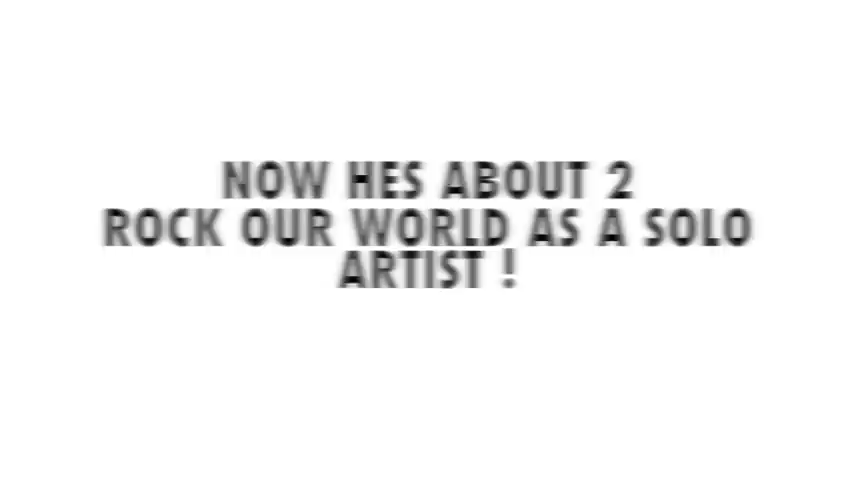 NOW HES ABOUT 2
ROCK OUR WORLD AS A SOLO
ARTIST !